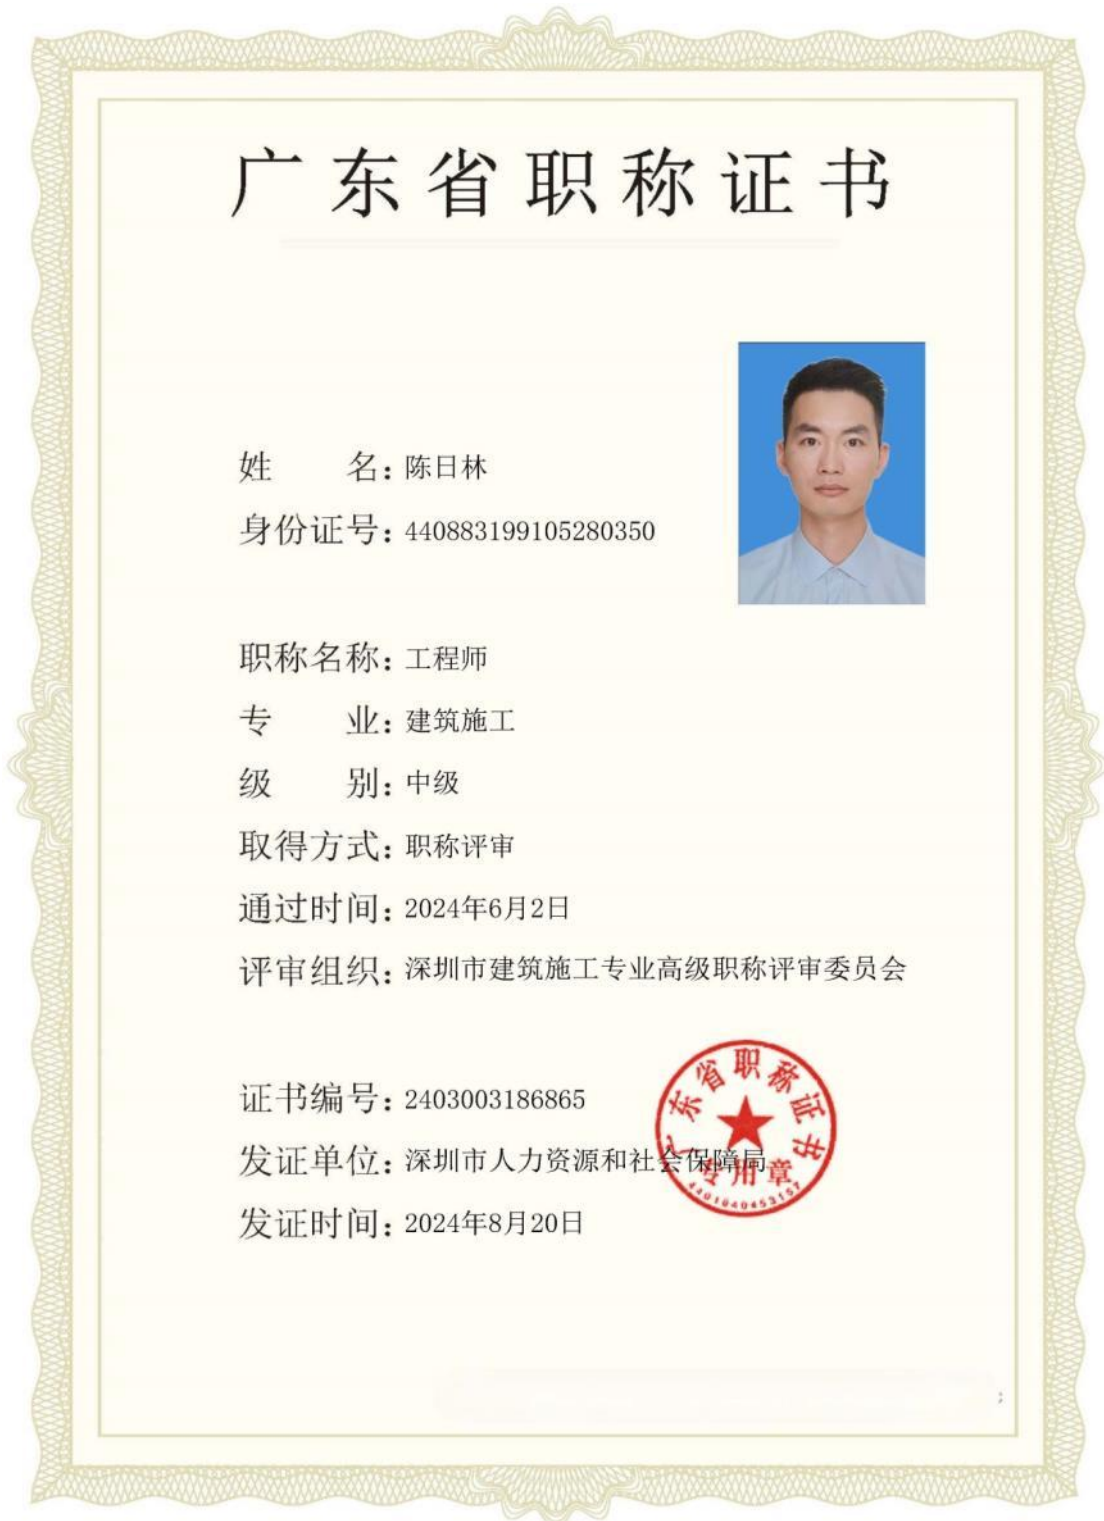 广东省职称证书
姓 名：陈日林
身份证号：440883199105280350
职称名称：工程师
专 业：建筑施工
级 别：中级
取得方式：职称评审
通过时间：2024年6月2日
评审组织：深圳市建筑施工专业高级职称评审委员会
证书编号：2403003186865
发证单位：深圳市人力资源和社会保障局
发证时间：2024年8月20日
广东省职称证书
专用章
4401040453157